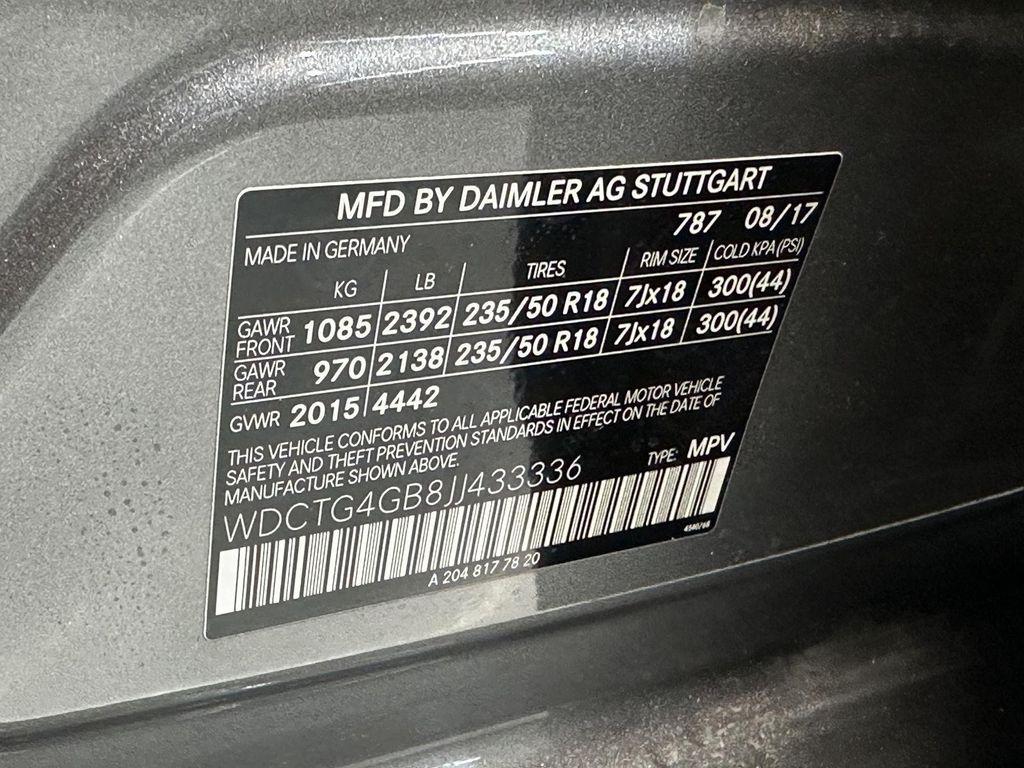 MFD BY DAIMLER AG STUTTGART
787 08/17
MADE IN GERMANY
KG LB TIRES RIM SIZE COLD KPA (PSI)
GAWR FRONT 1085 2392 235/50 R18 7Jx18 300(44)
GAWR REAR 970 2138 235/50 R18 7Jx18 300(44)
GVWR 2015 4442
THIS VEHICLE CONFORMS TO ALL APPLICABLE FEDERAL MOTOR VEHICLE
SAFETY AND THEFT PREVENTION STANDARDS IN EFFECT ON THE DATE OF
MANUFACTURE SHOWN ABOVE.
TYPE: MPV
WDCTG4GB8JJ433336
A 204 817 78 20